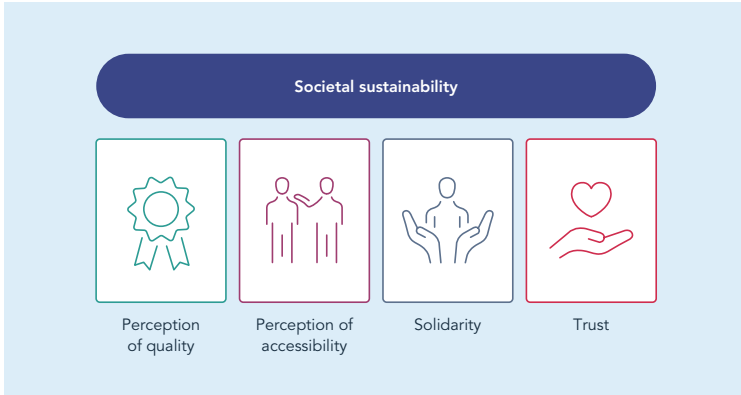 Societal sustainability
Perception
of quality
Perception of
accessibility
Solidarity
Trust